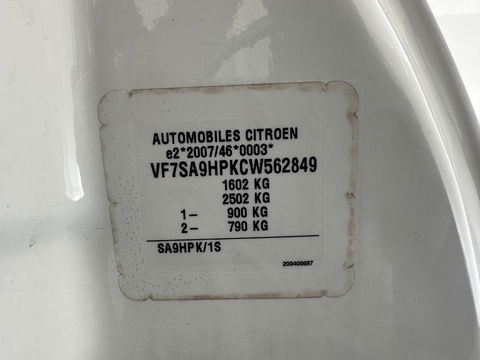 AUTOMOBILES CITROEN
e2*2007/46*0003*
VF7SA9HPKCW562849
1602 KG
2502 KG
1- 900 KG
2- 790 KG
SA9HPK/1S
200409687